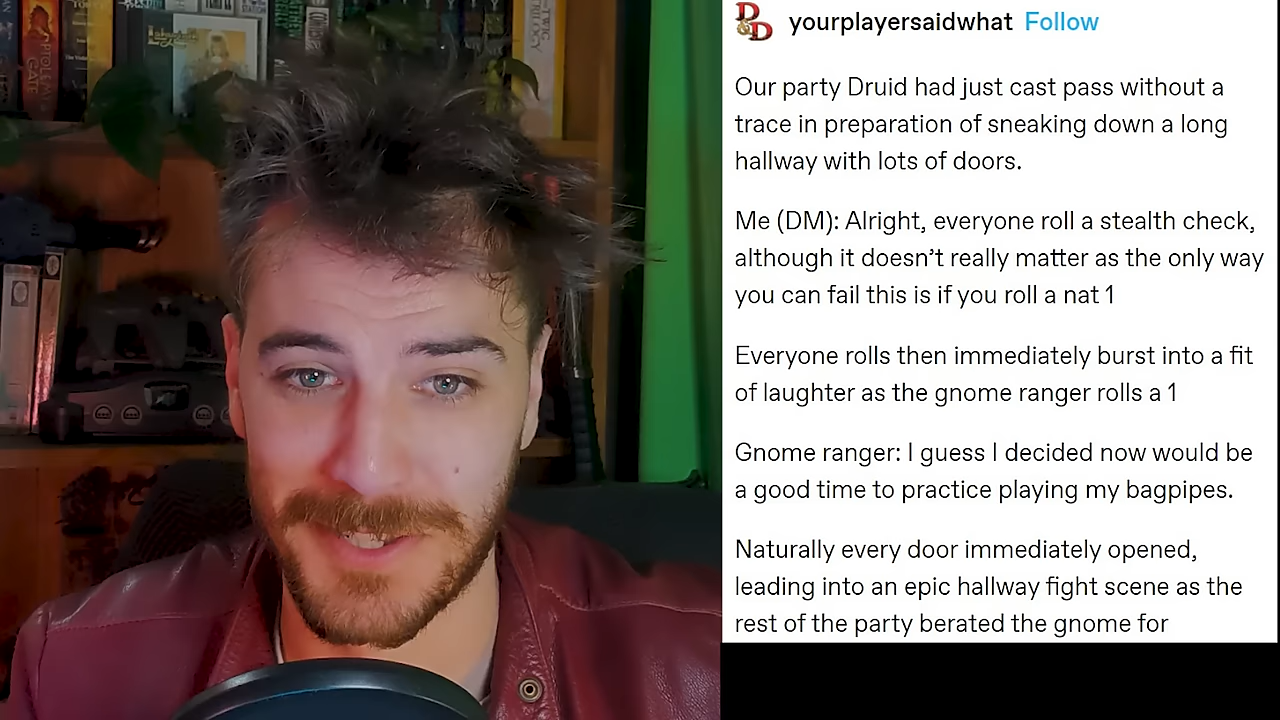 D&D
yourplayersaidwhat Follow
Our party Druid had just cast pass without a
trace in preparation of sneaking down a long
hallway with lots of doors.
Me (DM): Alright, everyone roll a stealth check,
although it doesn’t really matter as the only way
you can fail this is if you roll a nat 1
Everyone rolls then immediately burst into a fit
of laughter as the gnome ranger rolls a 1
Gnome ranger: I guess I decided now would be
a good time to practice playing my bagpipes.
Naturally every door immediately opened,
leading into an epic hallway fight scene as the
rest of the party berated the gnome for